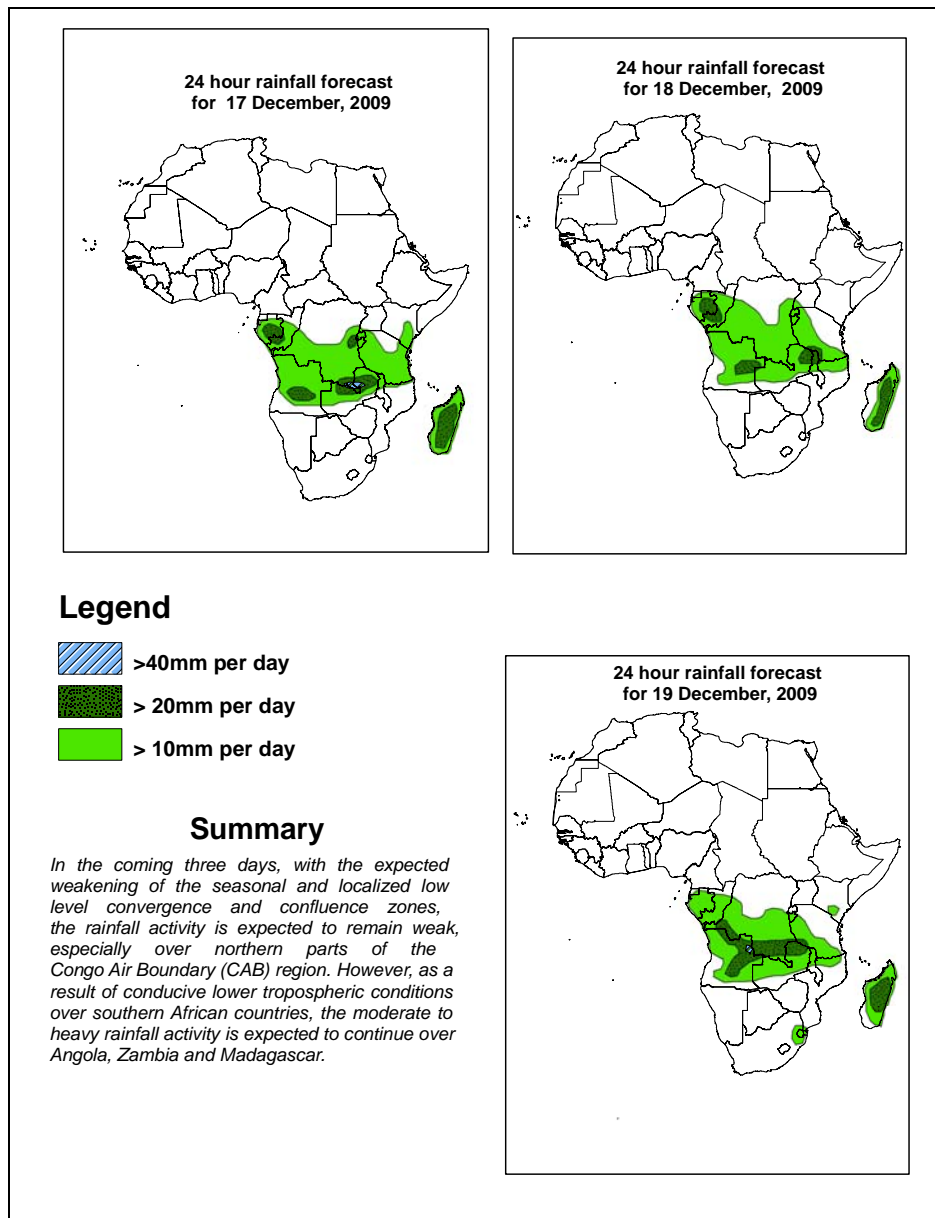 24 hour rainfall forecast
for 17 December, 2009
24 hour rainfall forecast
for 18 December, 2009
Legend
>40mm per day
> 20mm per day
> 10mm per day
24 hour rainfall forecast
for 19 December, 2009
Summary
In the coming three days, with the expected
weakening of the seasonal and localized low
level convergence and confluence zones,
the rainfall activity is expected to remain weak,
especially over northern parts of the
Congo Air Boundary (CAB) region. However, as a
result of conducive lower tropospheric conditions
over southern African countries, the moderate to
heavy rainfall activity is expected to continue over
Angola, Zambia and Madagascar.